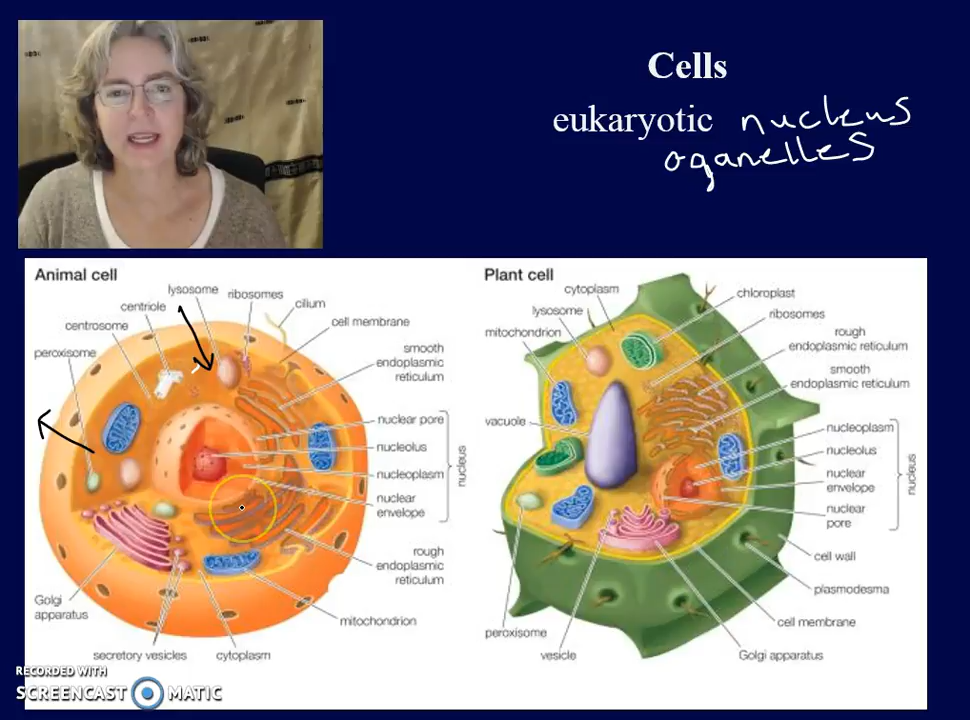 Cells
eukaryotic nucleus
organelles
Animal cell
lysosome
ribosomes
centriole
cilium
centrosome
cell membrane
peroxisome
smooth
endoplasmic
reticulum
nuclear pore
nucleolus
nucleoplasm
nuclear
envelope
nucleus
rough
endoplasmic
reticulum
Golgi
apparatus
mitochondrion
secretory vesicles
cytoplasm
Plant cell
cytoplasm
chloroplast
lysosome
ribosomes
mitochondrion
rough
endoplasmic reticulum
smooth
endoplasmic reticulum
vacuole
nucleoplasm
nucleolus
nuclear
envelope
nuclear
pore
nucleus
cell wall
plasmodesma
cell membrane
peroxisome
vesicle
Golgi apparatus
RECORDED WITH
SCREENCAST MATIC